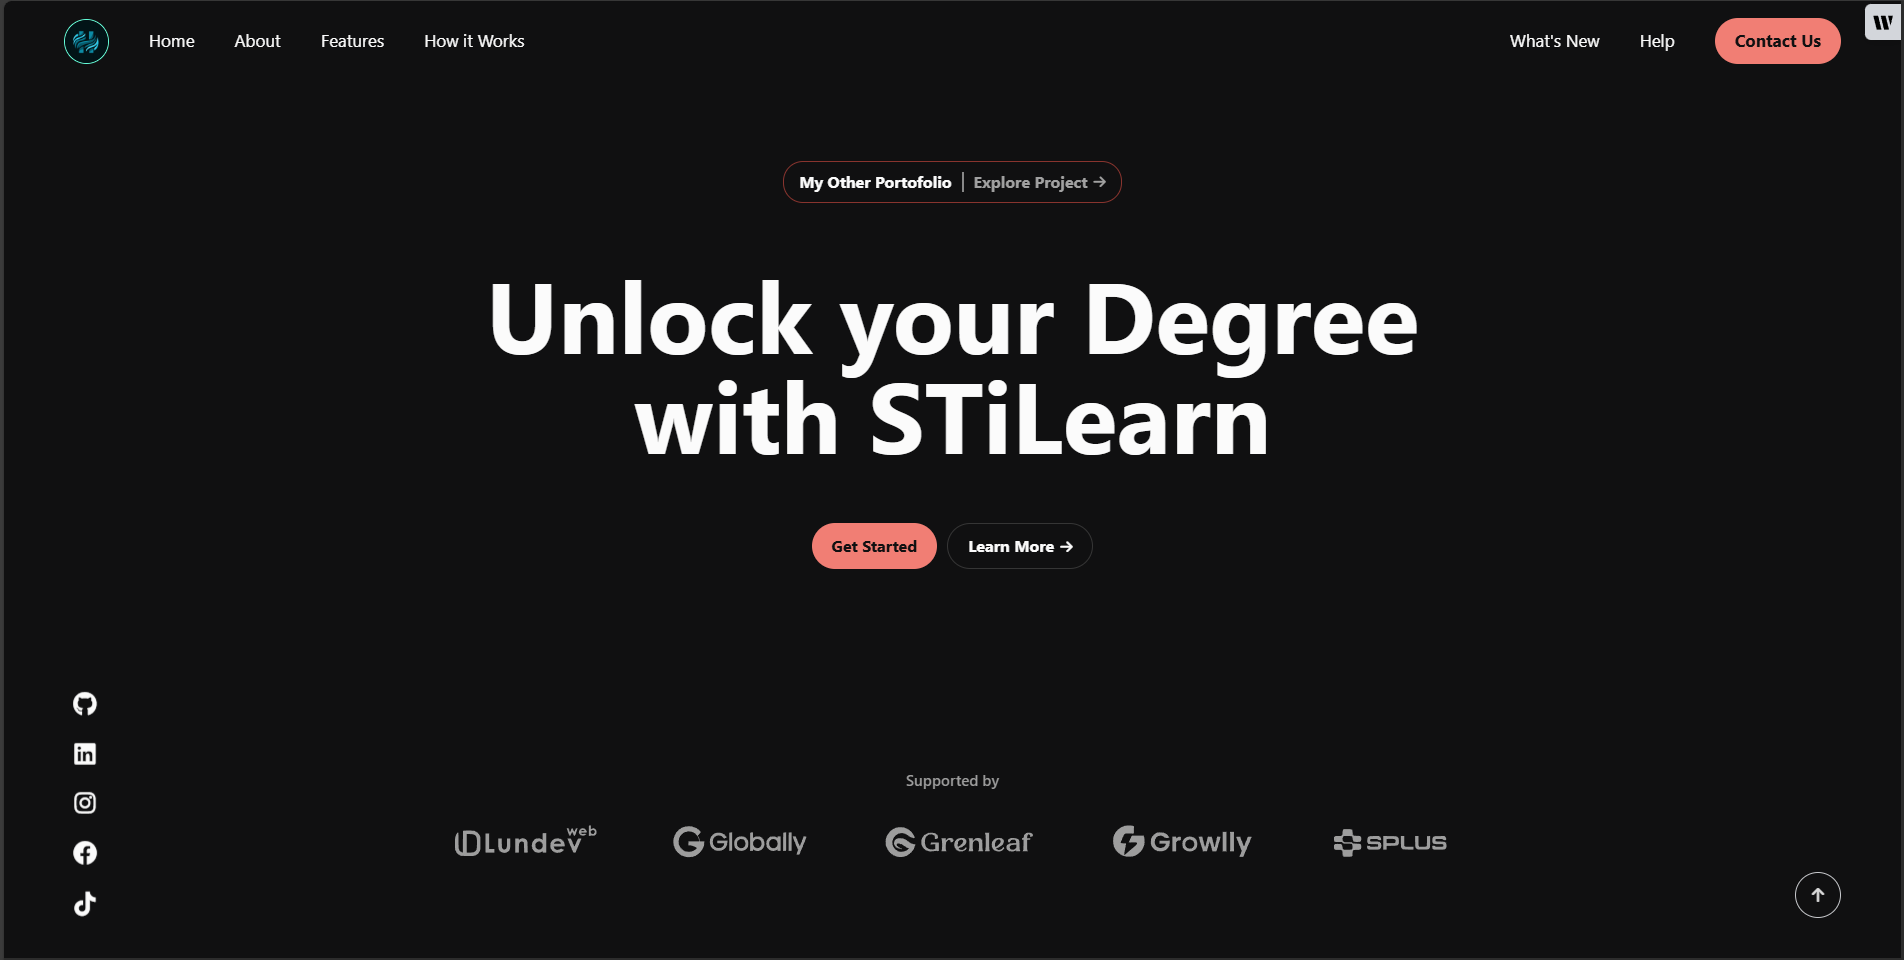 Home About Features How it Works What's New Help Contact Us
W
My Other Portofolio | Explore Project →
Unlock your Degree
with STiLearn
Get Started Learn More →
Supported by
Lundev web Globally Grenleaf Growlly SPLUS